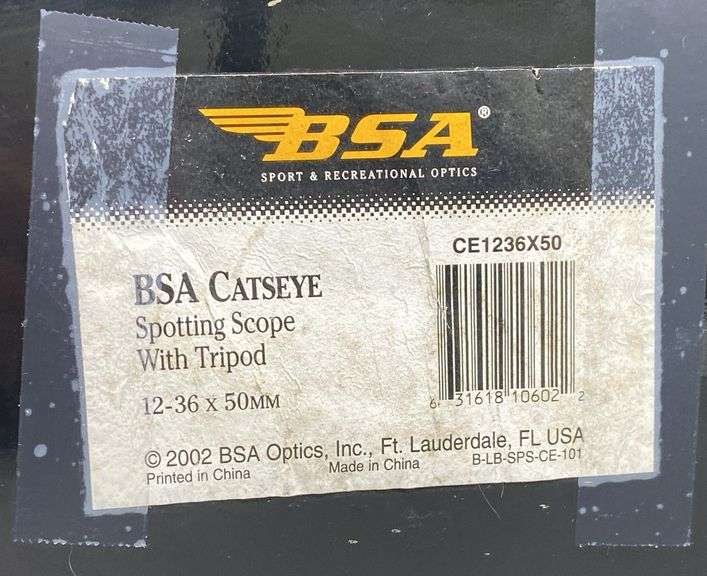 BSA®
SPORT & RECREATIONAL OPTICS
CE1236X50
BSA CATSEYE
Spotting Scope
With Tripod
12-36 x 50MM
6 31618 10602 2
© 2002 BSA Optics, Inc., Ft. Lauderdale, FL USA
Printed in China
Made in China
B-LB-SPS-CE-101